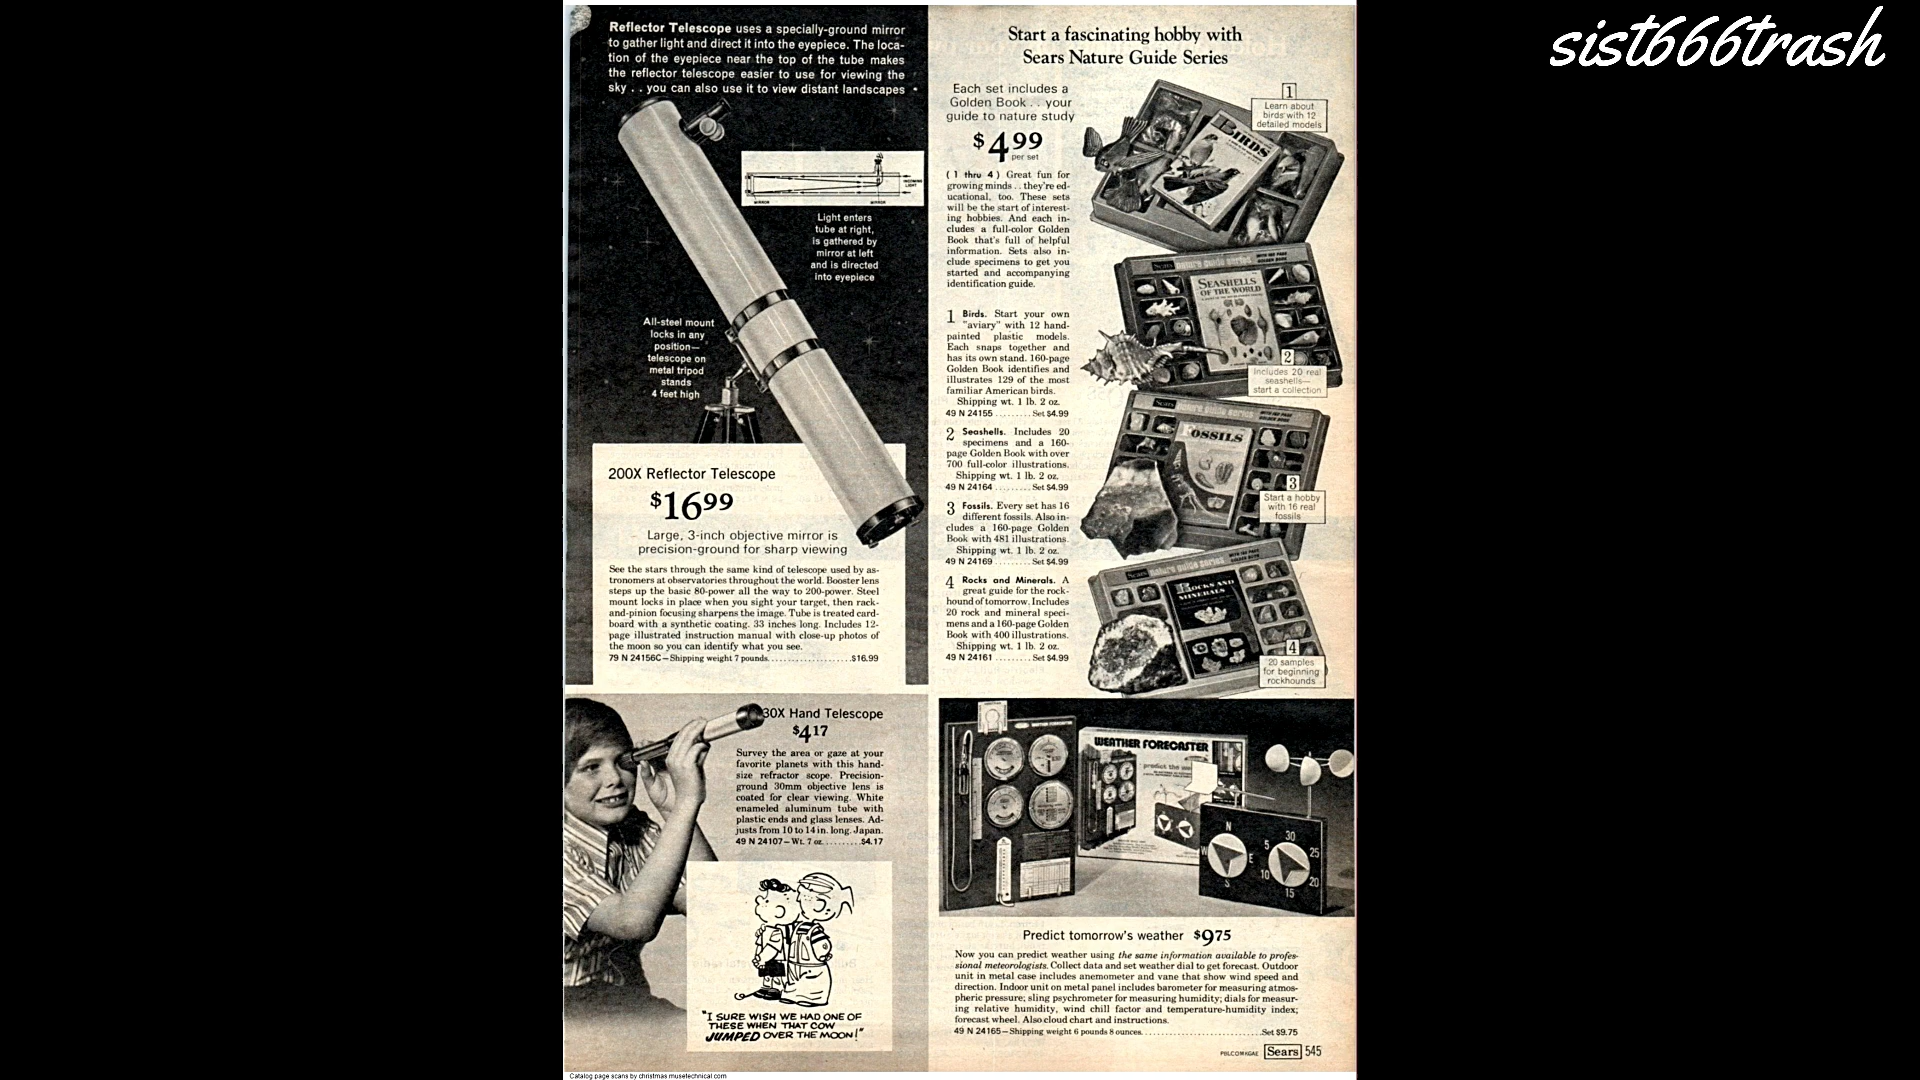 sist666trash
Reflector Telescope uses a specially-ground mirror
to gather light and direct it into the eyepiece. The loca-
tion of the eyepiece near the top of the tube makes
the reflector telescope easier to use for viewing the
sky . . you can also use it to view distant landscapes
INCOMING
LIGHT
MIRROR
MIRROR
Light enters
tube at right,
is gathered by
mirror at left
and is directed
into eyepiece
All-steel mount
locks in any
position—
telescope on
metal tripod
stands
4 feet high
200X Reflector Telescope
$16.99
Large, 3-inch objective mirror is
precision-ground for sharp viewing
See the stars through the same kind of telescope used by as-
tronomers at observatories throughout the world. Booster lens
steps up the basic 80-power all the way to 200-power. Steel
mount locks in place when you sight your target, then rack-
and-pinion focusing sharpens the image. Tube is treated card-
board with a synthetic coating. 33 inches long. Includes 12-
page illustrated instruction manual with close-up photos of
the moon so you can identify what you see.
79 N 24156C—Shipping weight 7 pounds.....................$16.99
Start a fascinating hobby with
Sears Nature Guide Series
Each set includes a
Golden Book . . your
guide to nature study
$4.99
per set
( 1 thru 4 ) Great fun for
growing minds . . they're ed-
ucational, too. These sets
will be the start of interest-
ing hobbies. And each in-
cludes a full-color Golden
Book that's full of helpful
information. Sets also in-
clude specimens to get you
started and accompanying
identification guide.
1 Birds. Start your own
"aviary" with 12 hand-
painted plastic models.
Each snaps together and
has its own stand. 160-page
Golden Book identifies and
illustrates 129 of the most
familiar American birds.
Shipping wt. 1 lb. 2 oz.
49 N 24155.........Set $4.99
2 Seashells. Includes 20
specimens and a 160-
page Golden Book with over
700 full-color illustrations.
Shipping wt. 1 lb. 2 oz.
49 N 24164.........Set $4.99
3 Fossils. Every set has 16
different fossils. Also in-
cludes a 160-page Golden
Book with 481 illustrations.
Shipping wt. 1 lb. 2 oz.
49 N 24169.........Set $4.99
4 Rocks and Minerals. A
great guide for the rock-
hound of tomorrow. Includes
20 rock and mineral speci-
mens and a 160-page Golden
Book with 400 illustrations.
Shipping wt. 1 lb. 2 oz.
49 N 24161.........Set $4.99
1
Learn about
birds with 12
detailed models
BIRDS
Sears nature guide series
SEASHELLS
OF THE WORLD
2
Includes 20 real
seashells—
start a collection
Sears nature guide series
FOSSILS
3
Start a hobby
with 16 real
fossils
Sears nature guide series
ROCKS AND
MINERALS
4
20 samples
for beginning
rockhounds
30X Hand Telescope
$4.17
Survey the area or gaze at your
favorite planets with this hand-
size refractor scope. Precision-
ground 30mm objective lens is
coated for clear viewing. White
enameled aluminum tube with
plastic ends and glass lenses. Ad-
justs from 10 to 14 in. long. Japan.
49 N 24107—Wt. 7 oz..........$4.17
"I SURE WISH WE HAD ONE OF
THESE WHEN THAT COW
JUMPED OVER THE MOON!"
WEATHER FORECASTER
N
W
E
S
30
5
25
10
20
15
Predict tomorrow's weather $9.75
Now you can predict weather using the same information available to profes-
sional meteorologists. Collect data and set weather dial to get forecast. Outdoor
unit in metal case includes anemometer and vane that show wind speed and
direction. Indoor unit on metal panel includes barometer for measuring atmos-
pheric pressure; sling psychrometer for measuring humidity; dials for measur-
ing relative humidity, wind chill factor and temperature-humidity index;
forecast wheel. Also cloud chart and instructions.
49 N 24165—Shipping weight 6 pounds 8 ounces..............................Set $9.75
Sears 545
Catalog page scans by christmas.musetechnical.com